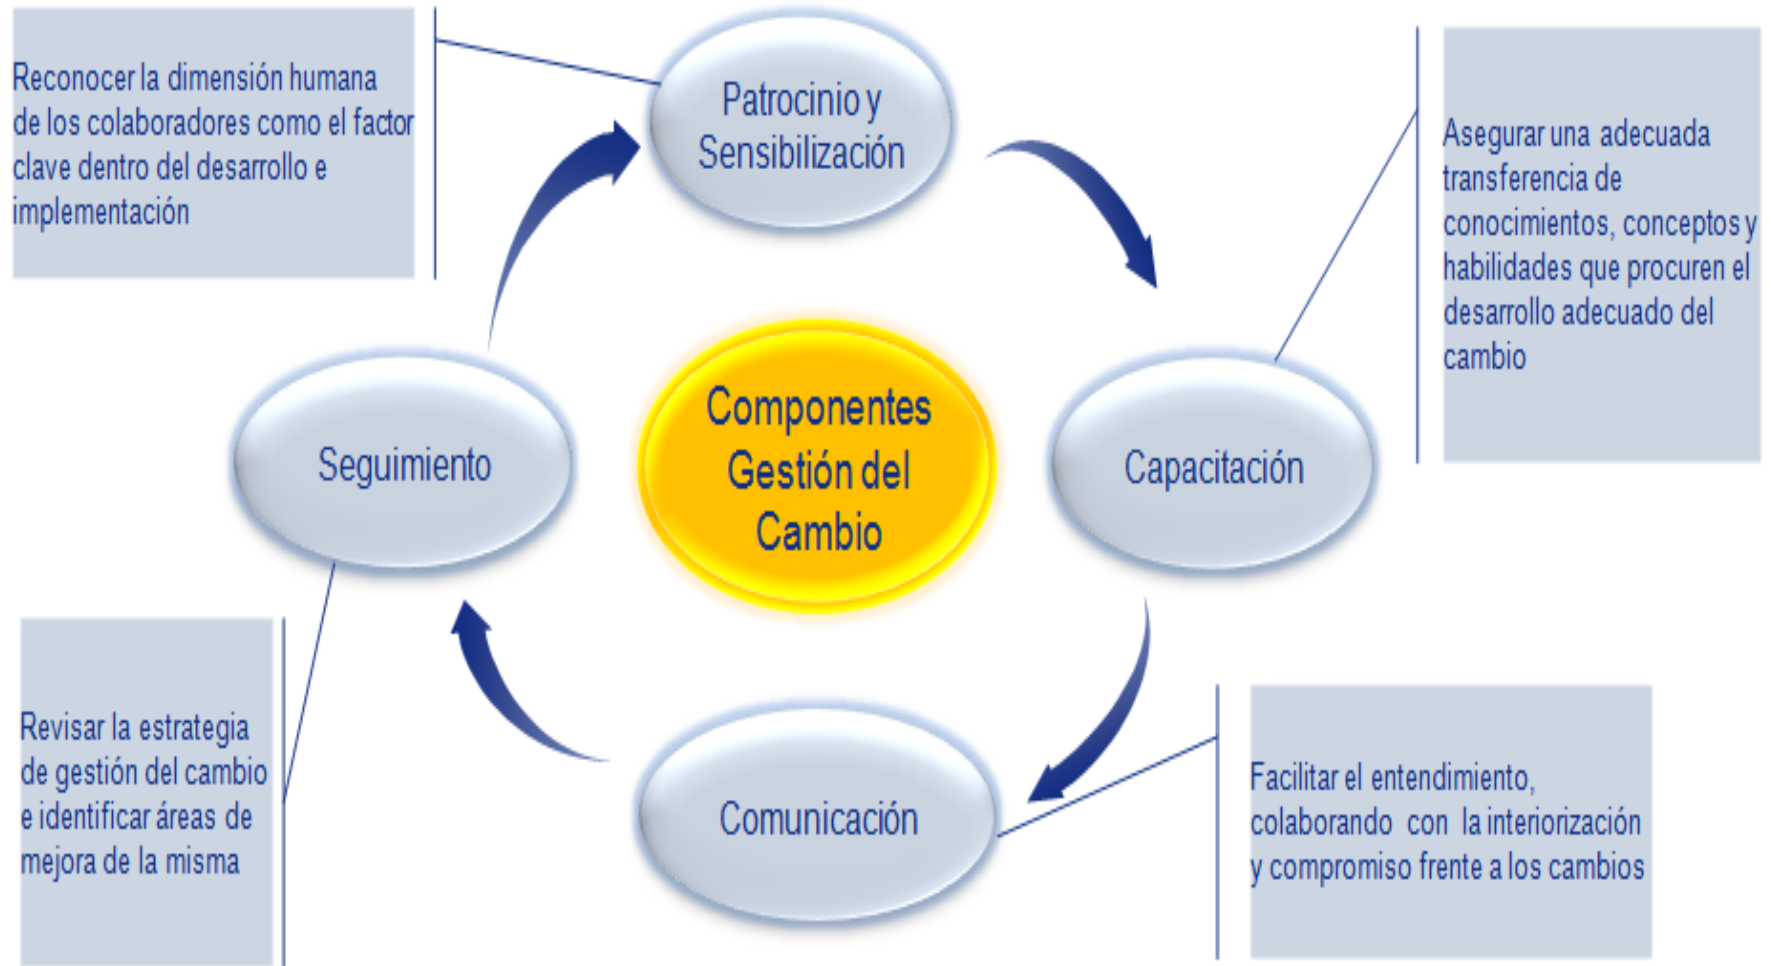 Reconocer la dimensión humana
de los colaboradores como el factor
clave dentro del desarrollo e
implementación
Patrocinio y
Sensibilización
Asegurar una adecuada
transferencia de
conocimientos, conceptos y
habilidades que procuren el
desarrollo adecuado del
cambio
Componentes
Gestión del
Cambio
Seguimiento
Capacitación
Revisar la estrategia
de gestión del cambio
e identificar áreas de
mejora de la misma
Comunicación
Facilitar el entendimiento,
colaborando con la interiorización
y compromiso frente a los cambios